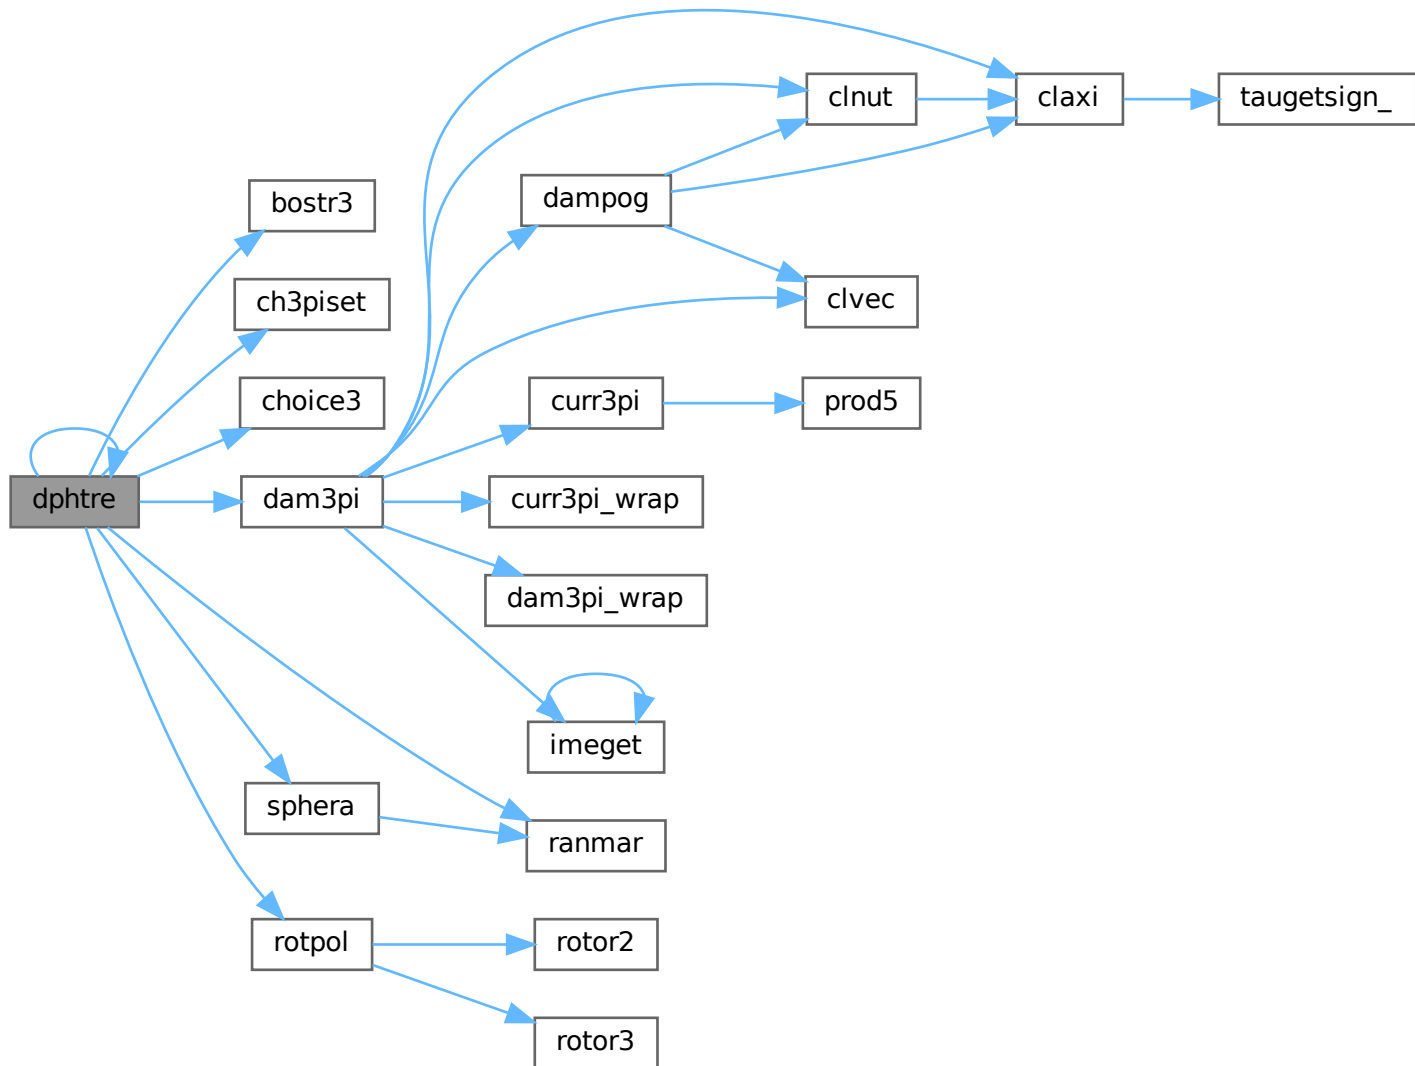 clnut
claxi
taugetsign_
bostr3
dampog
ch3piset
clvec
choice3
curr3pi
prod5
dphtre
dam3pi
curr3pi_wrap
dam3pi_wrap
imeget
sphera
ranmar
rotpol
rotor2
rotor3